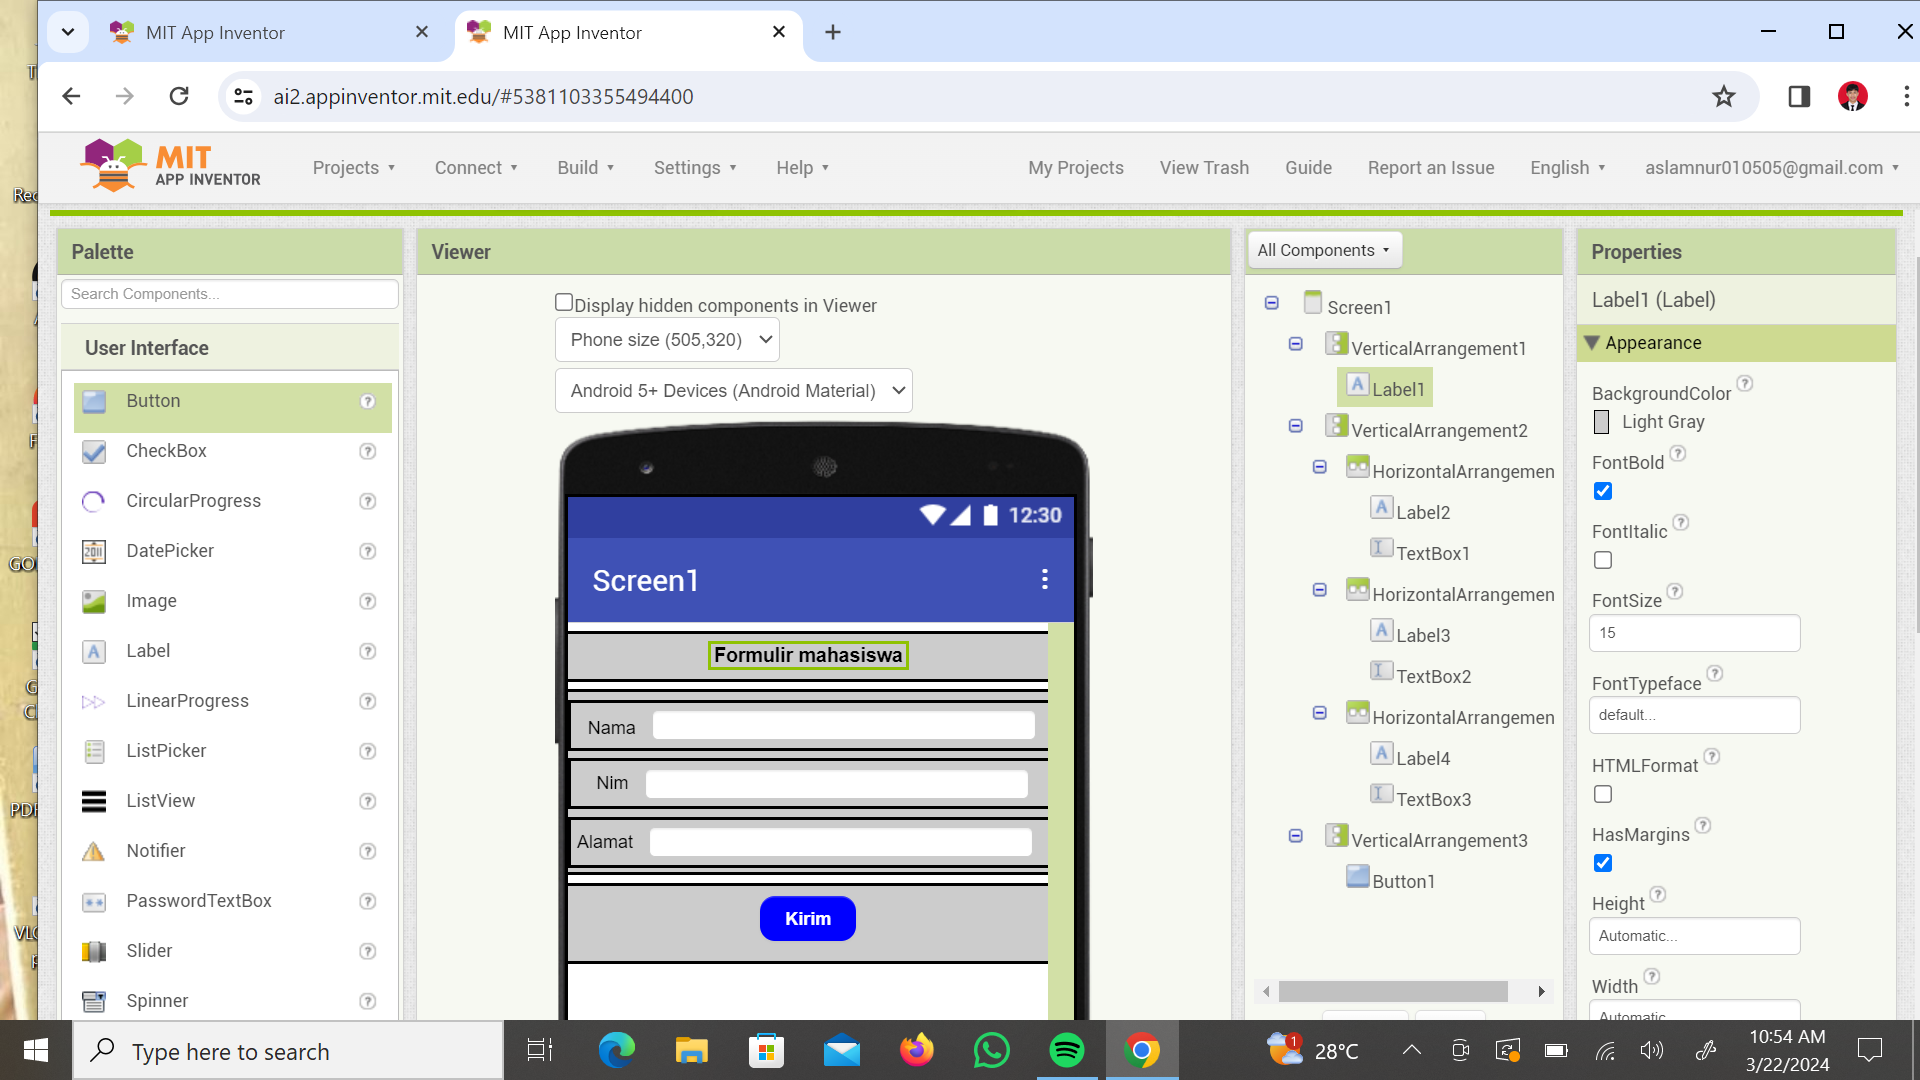 MIT App Inventor
MIT App Inventor
ai2.appinventor.mit.edu/#5381103355494400
MIT
APP INVENTOR
Projects
Connect
Build
Settings
Help
My Projects
View Trash
Guide
Report an Issue
English
aslamnur010505@gmail.com
Palette
Search Components...
User Interface
Button
CheckBox
CircularProgress
DatePicker
Image
Label
LinearProgress
ListPicker
ListView
Notifier
PasswordTextBox
Slider
Spinner
Viewer
Display hidden components in Viewer
Phone size (505,320)
Android 5+ Devices (Android Material)
12:30
Screen1
Formulir mahasiswa
Nama
Nim
Alamat
Kirim
All Components
Screen1
VerticalArrangement1
Label1
VerticalArrangement2
HorizontalArrangemen
Label2
TextBox1
HorizontalArrangemen
Label3
TextBox2
HorizontalArrangemen
Label4
TextBox3
VerticalArrangement3
Button1
Properties
Label1 (Label)
Appearance
BackgroundColor
Light Gray
FontBold
FontItalic
FontSize
15
FontTypeface
default...
HTMLFormat
HasMargins
Height
Automatic...
Width
Automatic
Type here to search
1
28°C
10:54 AM
3/22/2024